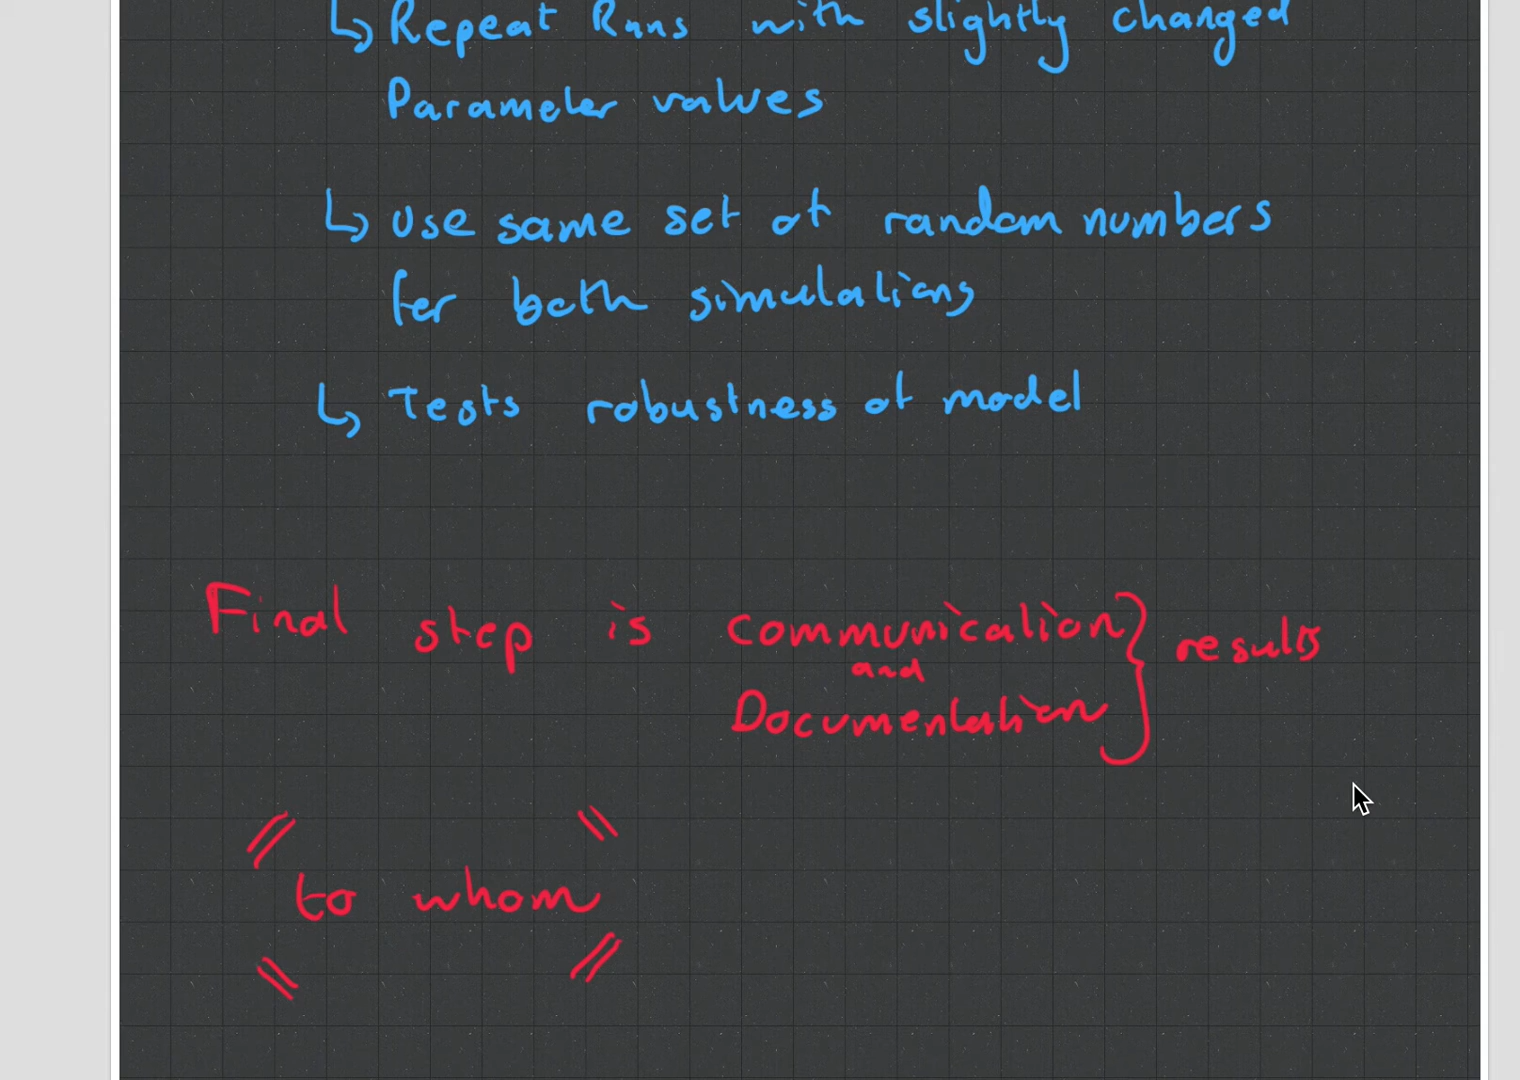 ↳ Repeat Runs with slightly changed
Parameter values
↳ Use same set of random numbers
for both simulations
↳ Tests robustness of model
Final step is communication
and
Documentation
} results
to whom